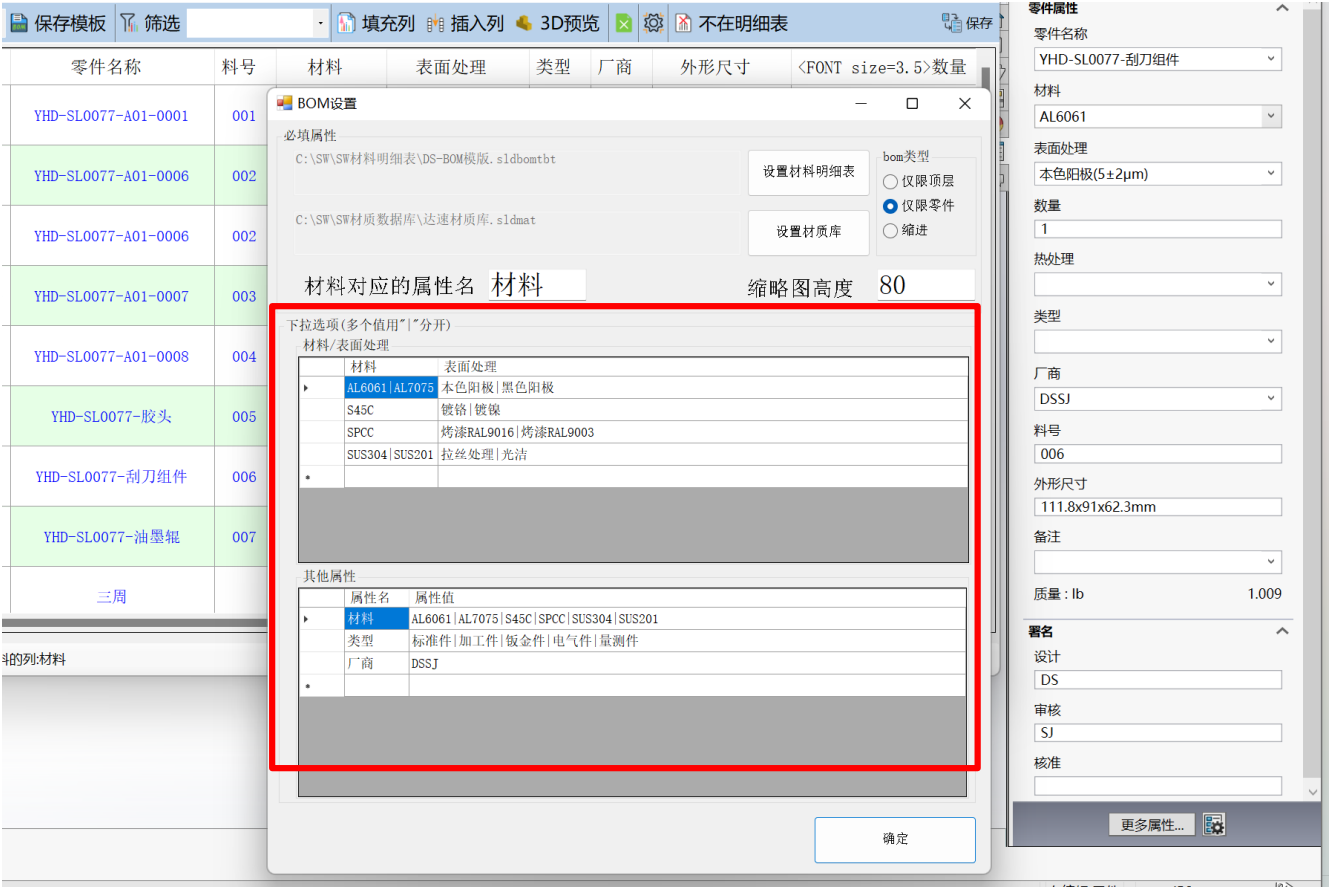 保存模板 筛选 填充列 插入列 3D预览 不在明细表 保存
零件名称 料号 材料 表面处理 类型 厂商 外形尺寸 <FONT size=3.5>数量
YHD-SL0077-A01-0001 001
YHD-SL0077-A01-0006 002
YHD-SL0077-A01-0006 002
YHD-SL0077-A01-0007 003
YHD-SL0077-A01-0008 004
YHD-SL0077-胶头 005
YHD-SL0077-刮刀组件 006
YHD-SL0077-油墨辊 007
三周
料的列:材料
BOM设置
必填属性
C:\SW\SW材料明细表\DS-BOM模版.sldbomtbt
设置材料明细表
C:\SW\SW材质数据库\达速材质库.sldmat
设置材质库
bom类型
仅限顶层
仅限零件
缩进
材料对应的属性名 材料
缩略图高度 80
下拉选项(多个值用"|"分开)
材料/表面处理
材料 表面处理
AL6061|AL7075 本色阳极|黑色阳极
S45C 镀铬|镀镍
SPCC 烤漆RAL9016|烤漆RAL9003
SUS304|SUS201 拉丝处理|光洁
其他属性
属性名 属性值
材料 AL6061|AL7075|S45C|SPCC|SUS304|SUS201
类型 标准件|加工件|钣金件|电气件|量测件
厂商 DSSJ
确定
零件属性
零件名称
YHD-SL0077-刮刀组件
材料
AL6061
表面处理
本色阳极(5±2μm)
数量
1
热处理
类型
厂商
DSSJ
料号
006
外形尺寸
111.8x91x62.3mm
备注
质量 : lb 1.009
署名
设计
DS
审核
SJ
核准
更多属性...